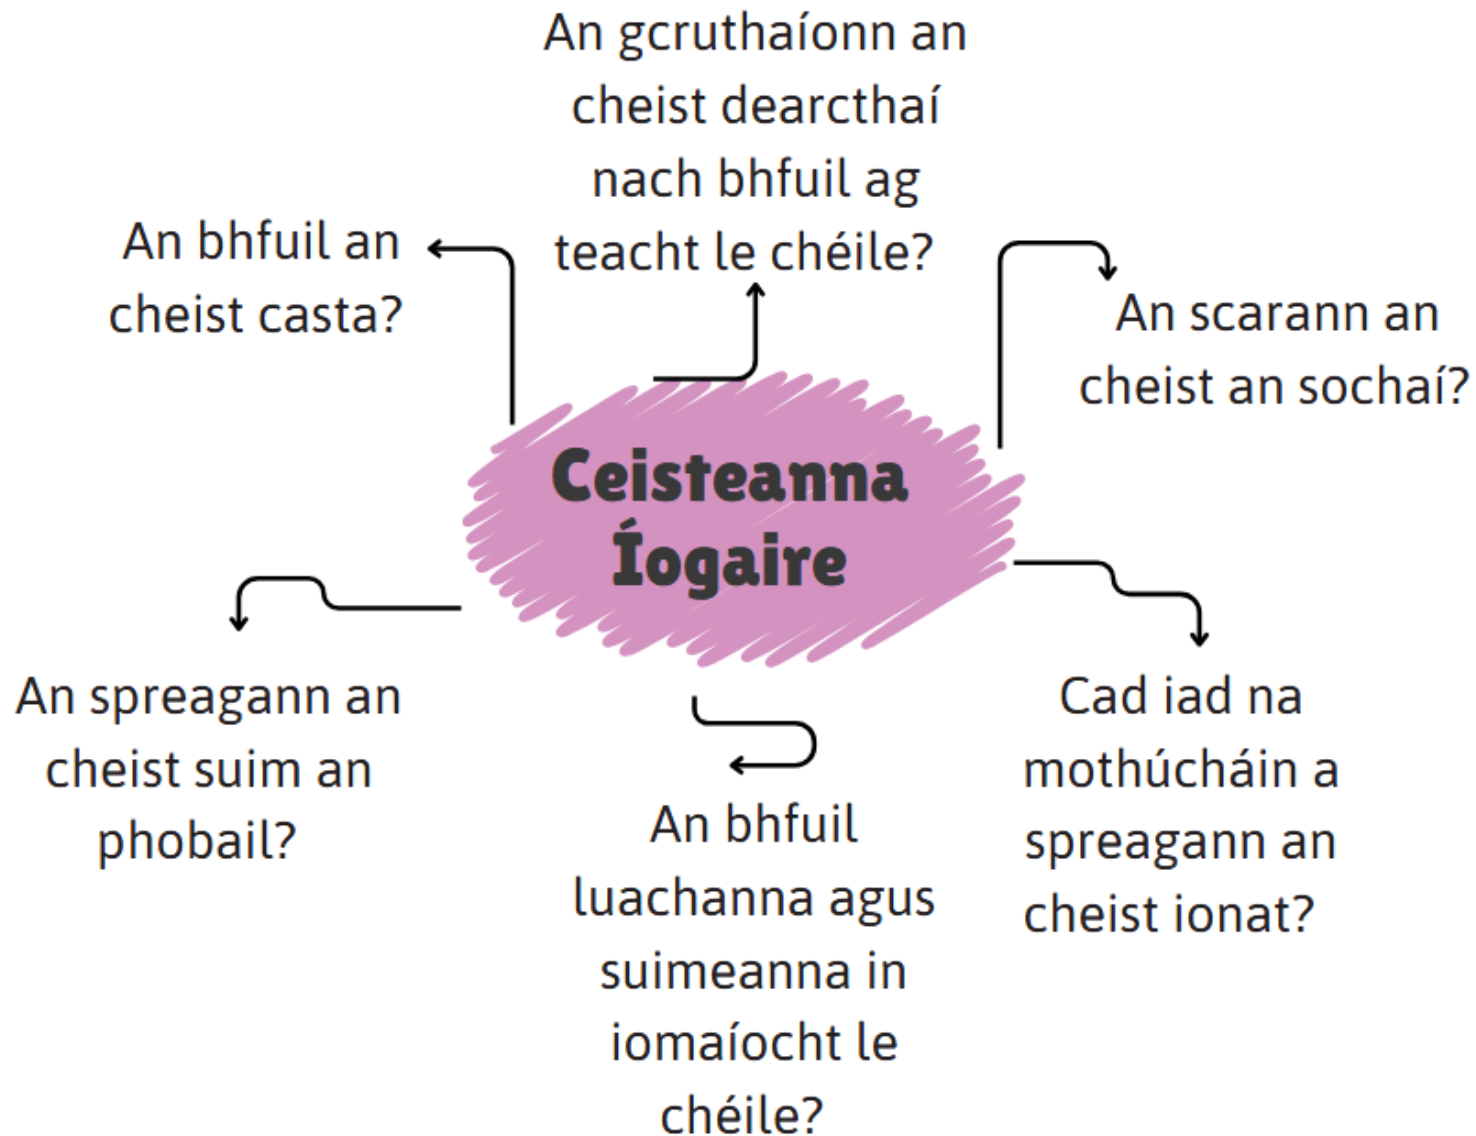 An gcruthaíonn an
cheist dearcthaí
nach bhfuil ag
teacht le chéile?
An bhfuil an
cheist casta?
An scarann an
cheist an sochaí?
Ceisteanna
Íogaire
An spreagann an
cheist suim an
phobail?
An bhfuil
luachanna agus
suimeanna in
iomaíocht le
chéile?
Cad iad na
mothúcháin a
spreagann an
cheist ionat?